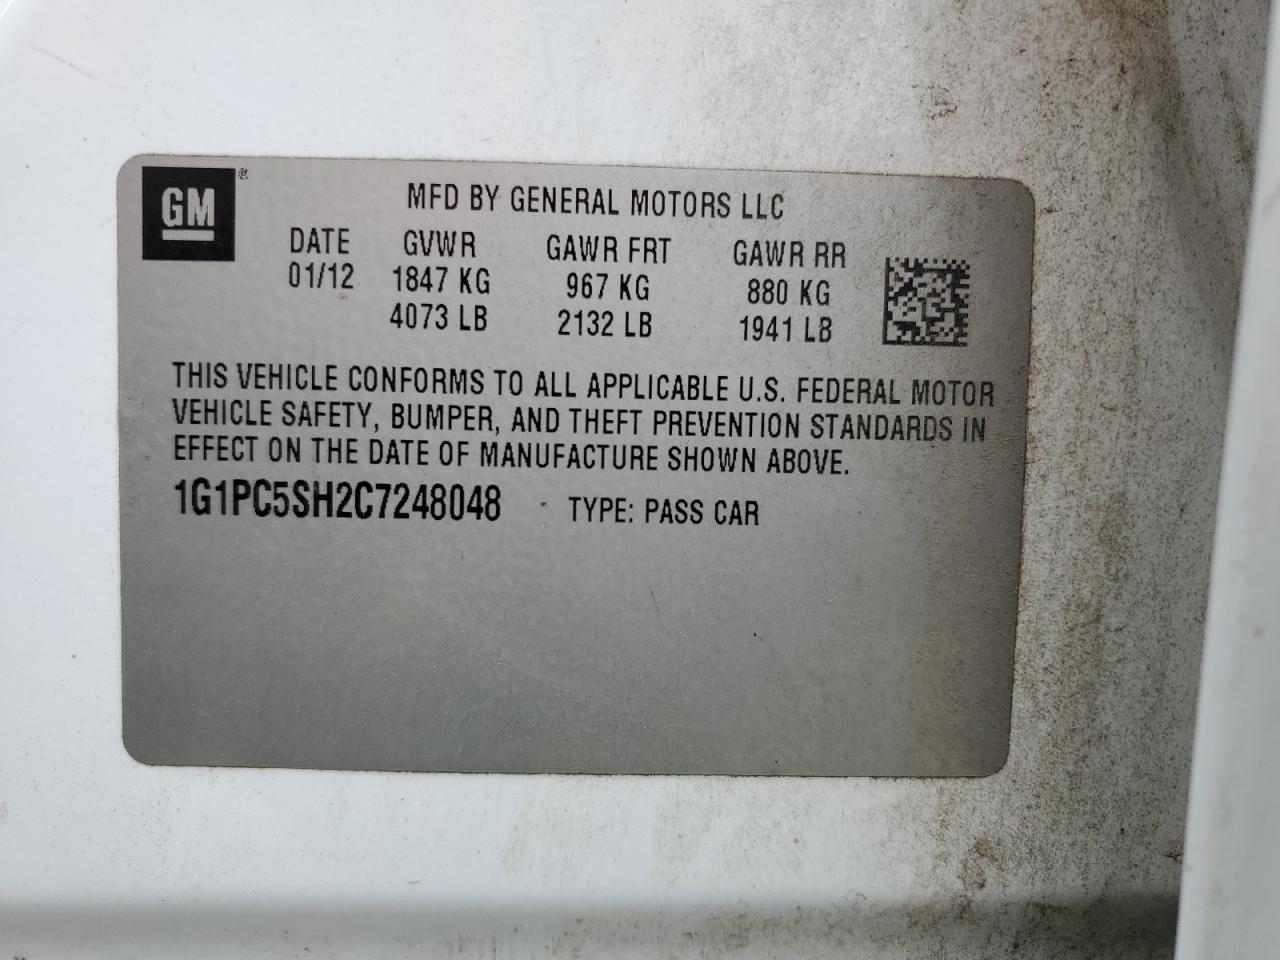 GM®
MFD BY GENERAL MOTORS LLC
DATE GVWR GAWR FRT GAWR RR
01/12 1847 KG 967 KG 880 KG
4073 LB 2132 LB 1941 LB
THIS VEHICLE CONFORMS TO ALL APPLICABLE U.S. FEDERAL MOTOR
VEHICLE SAFETY, BUMPER, AND THEFT PREVENTION STANDARDS IN
EFFECT ON THE DATE OF MANUFACTURE SHOWN ABOVE.
1G1PC5SH2C7248048 TYPE: PASS CAR